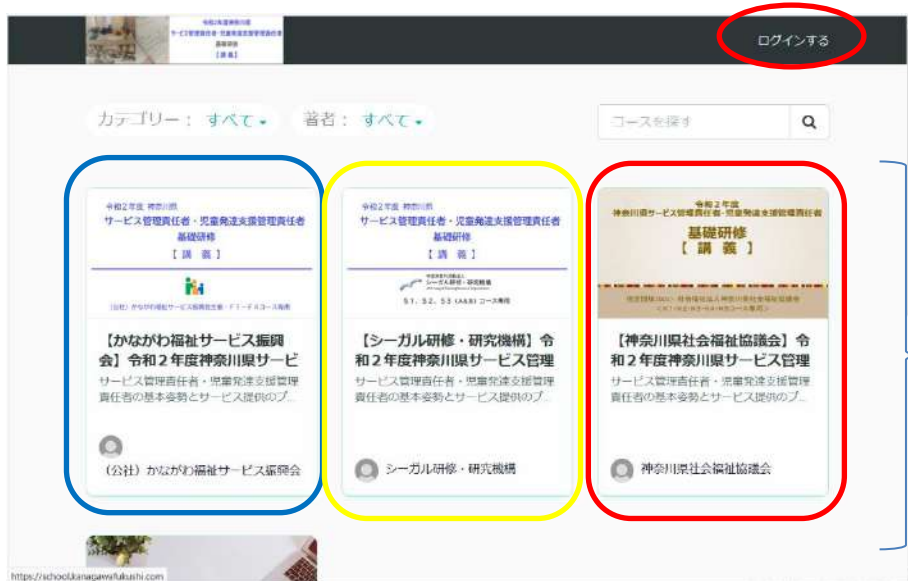 令和2年度神奈川県
サービス管理責任者・児童発達支援管理責任者
基礎研修
【講義】
ログインする
カテゴリー： すべて
著者： すべて
コースを探す
令和2年度 神奈川県
サービス管理責任者・児童発達支援管理責任者
基礎研修
【 講 義 】
【かながわ福祉サービス振興
会】令和２年度神奈川県サービ
サービス管理責任者・児童発達支援管理
責任者の基本姿勢とサービス提供のプ...
（公社）かながわ福祉サービス振興会
令和2年度 神奈川県
サービス管理責任者・児童発達支援管理責任者
基礎研修
【 講 義 】
シーガル研修・研究機構
S1、S2、S3 (A&B) コース専用
【シーガル研修・研究機構】令
和２年度神奈川県サービス管理
サービス管理責任者・児童発達支援管理
責任者の基本姿勢とサービス提供のプ...
シーガル研修・研究機構
令和2年度
神奈川県サービス管理責任者・児童発達支援管理責任者
基礎研修
【 講 義 】
【神奈川県社会福祉協議会】令
和２年度神奈川県サービス管理
サービス管理責任者・児童発達支援管理
責任者の基本姿勢とサービス提供のプ...
神奈川県社会福祉協議会
https://school.kanagawafukushi.com